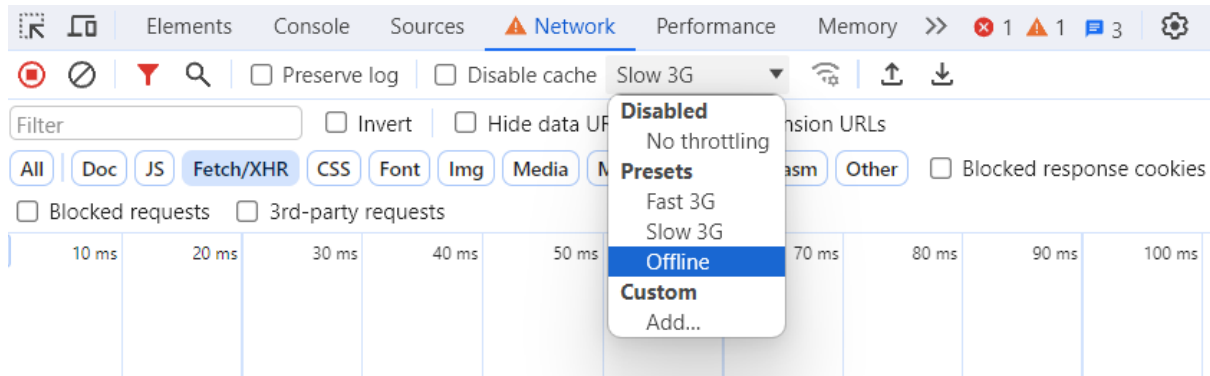 Elements Console Sources Network Performance Memory 1 1 3
Preserve log Disable cache Slow 3G
Disabled
Filter Invert Hide data UR nsion URLs
No throttling
All Doc JS Fetch/XHR CSS Font Img Media M Presets asm Other Blocked response cookies
Fast 3G
Blocked requests 3rd-party requests
Slow 3G
10 ms 20 ms 30 ms 40 ms 50 ms Offline 70 ms 80 ms 90 ms 100 ms
Custom
Add...